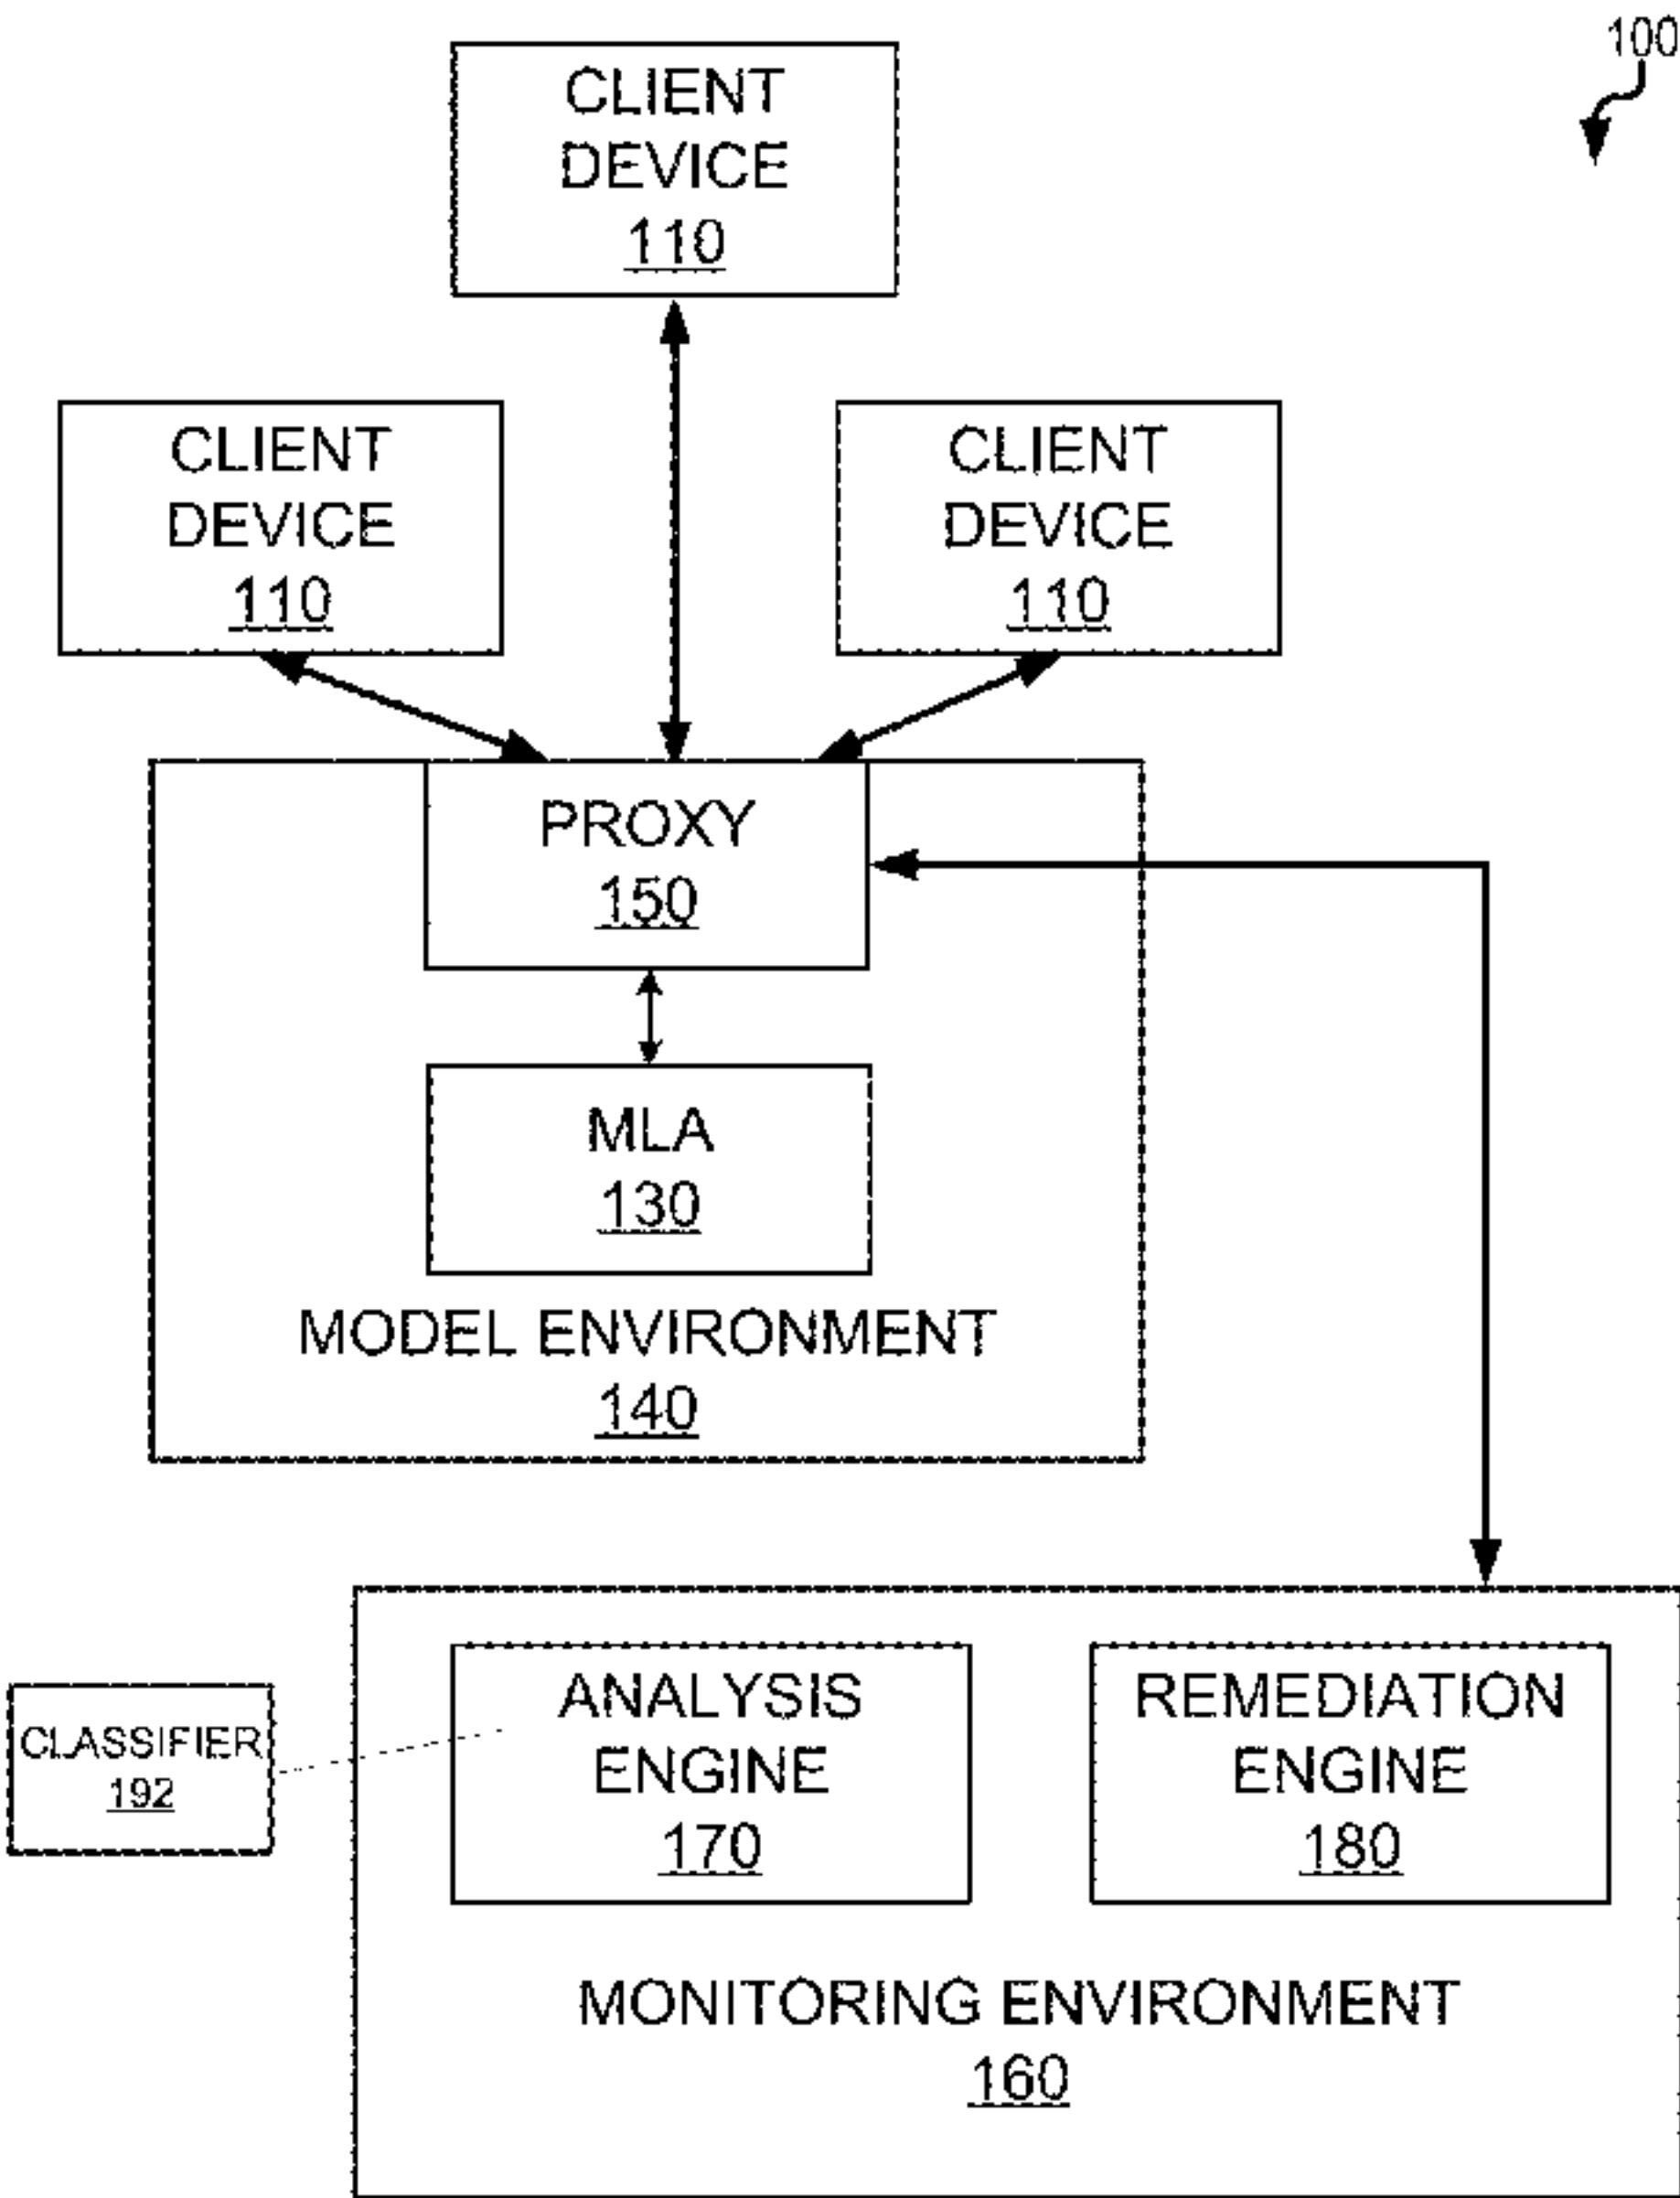 100
CLIENT
DEVICE
110
CLIENT
DEVICE
110
CLIENT
DEVICE
110
PROXY
150
MLA
130
MODEL ENVIRONMENT
140
CLASSIFIER
192
ANALYSIS
ENGINE
170
REMEDIATION
ENGINE
180
MONITORING ENVIRONMENT
160